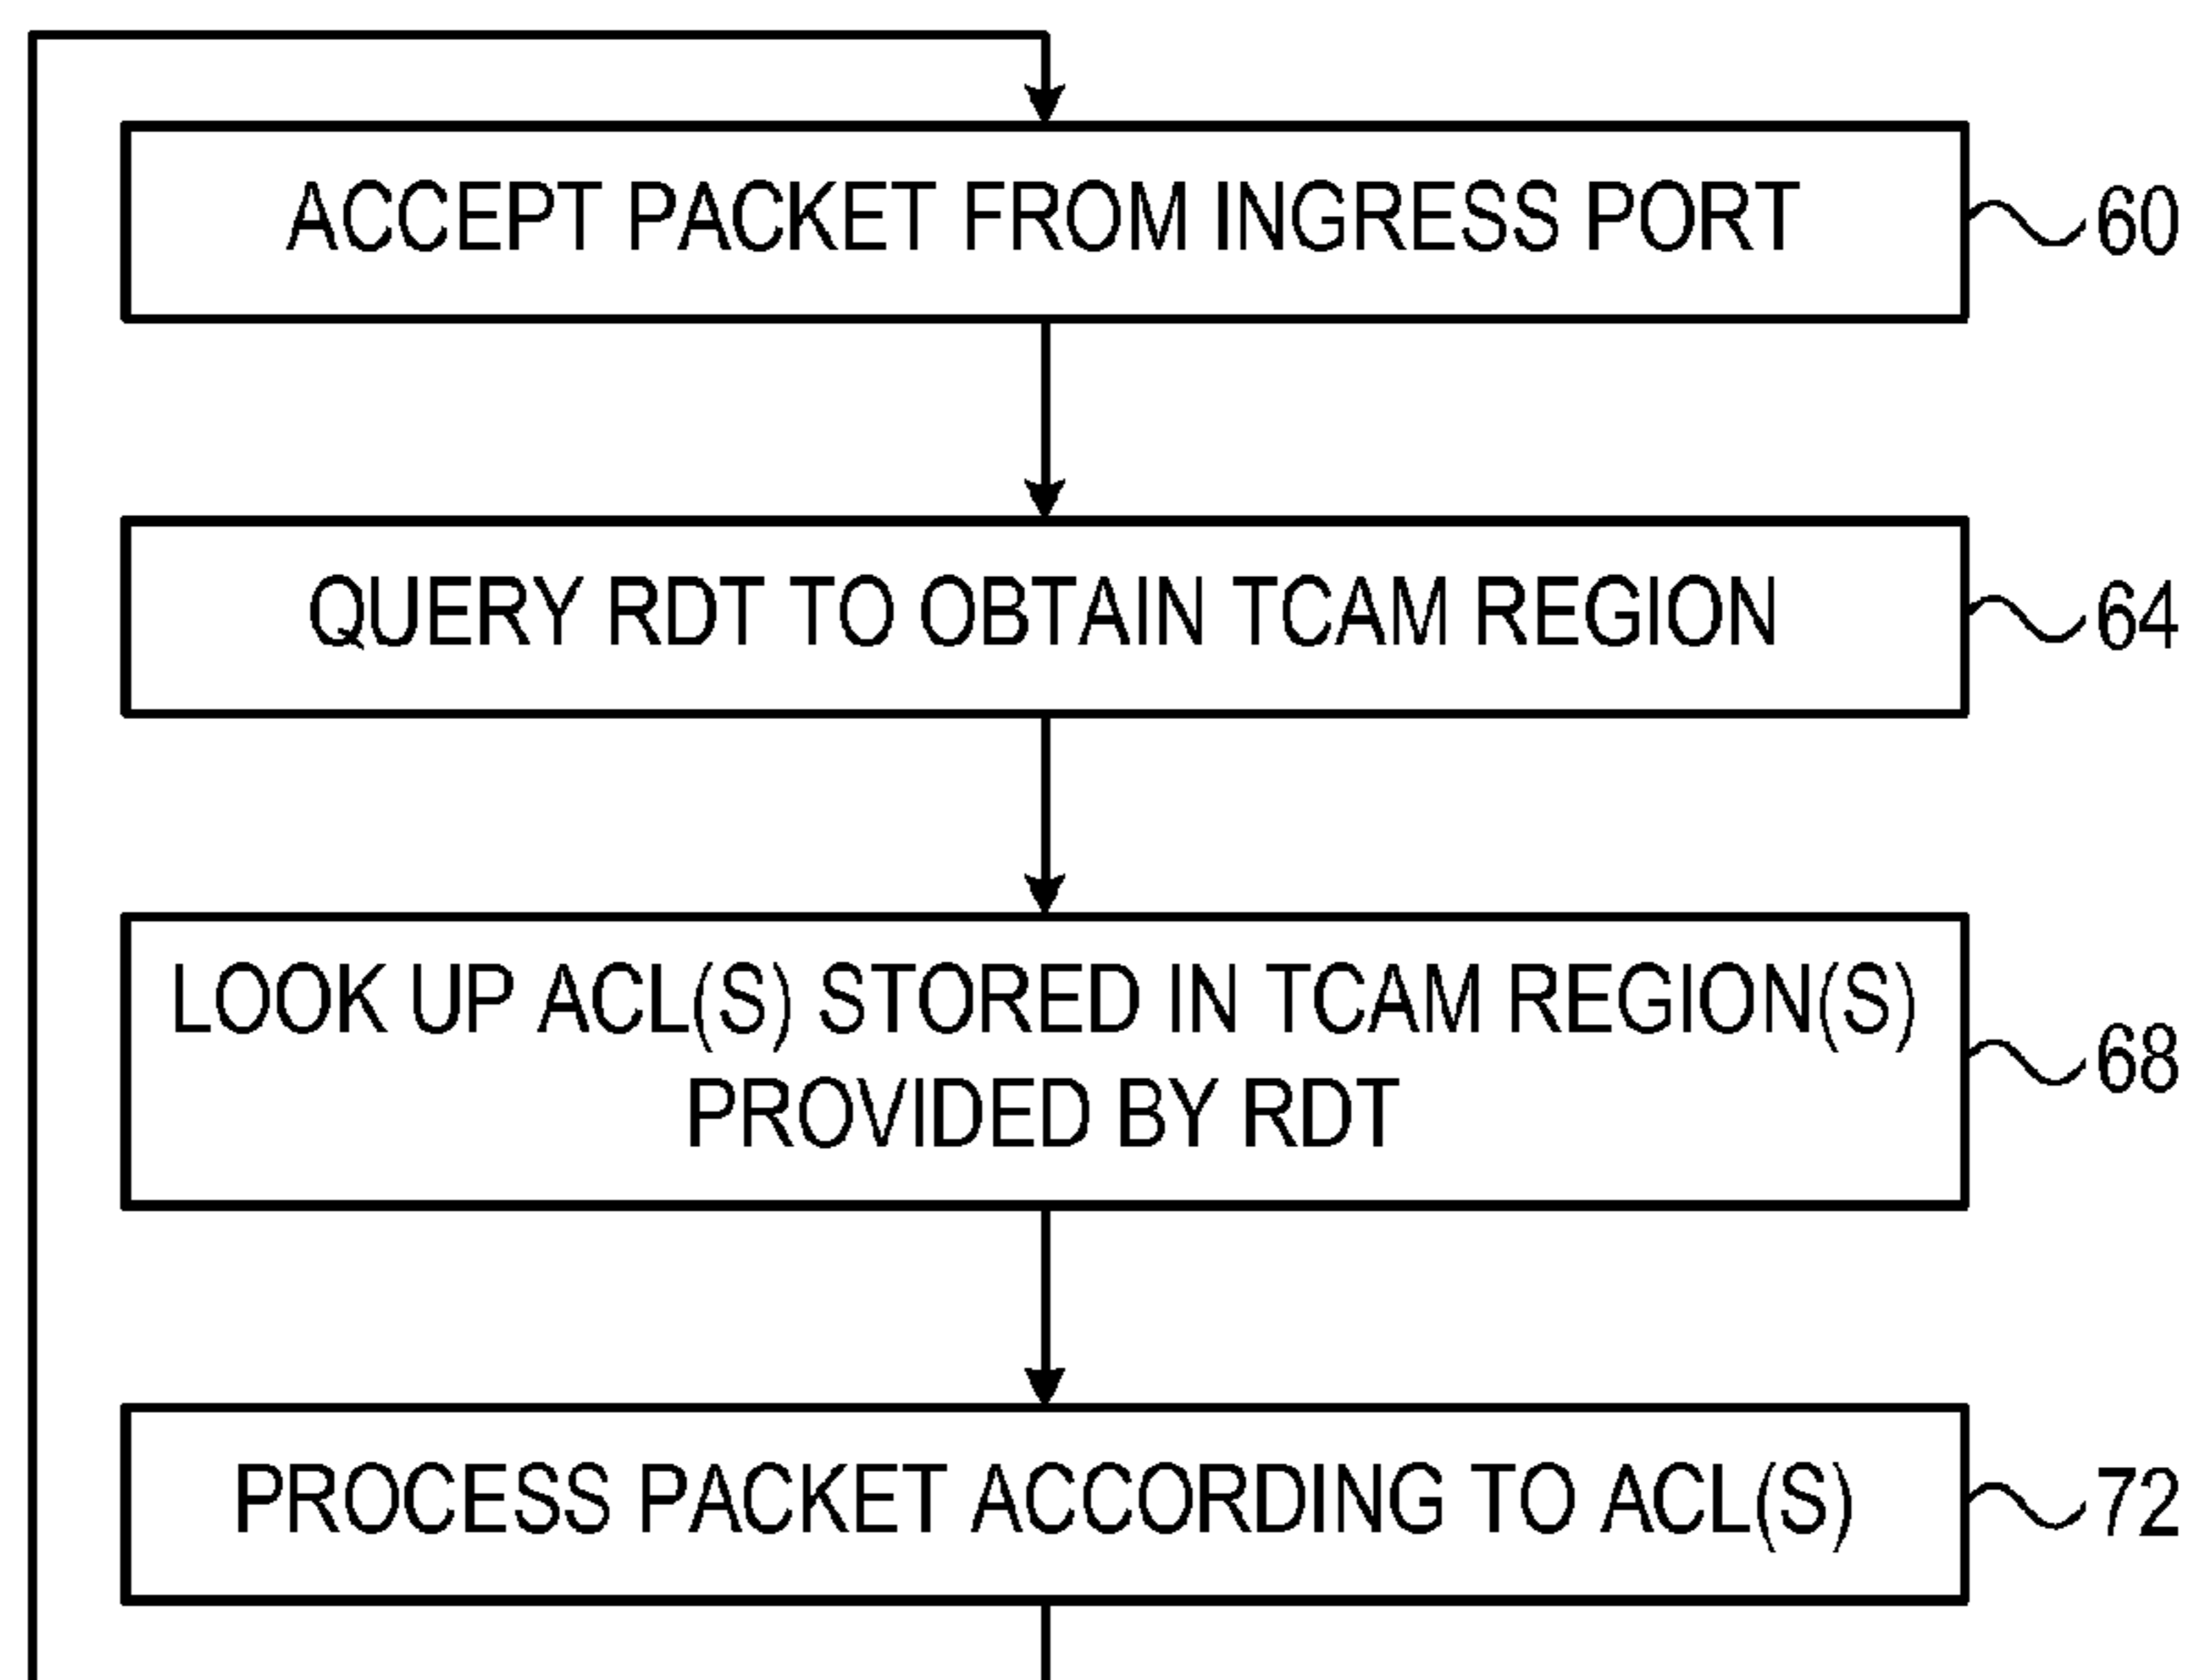 ACCEPT PACKET FROM INGRESS PORT
60
QUERY RDT TO OBTAIN TCAM REGION
64
LOOK UP ACL(S) STORED IN TCAM REGION(S)
PROVIDED BY RDT
68
PROCESS PACKET ACCORDING TO ACL(S)
72